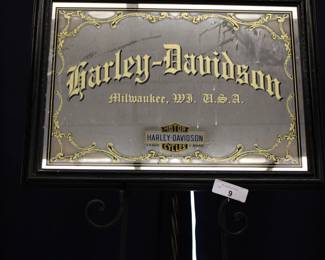 Harley-Davidson
Milwaukee, WI. U.S.A.
MOTOR
HARLEY-DAVIDSON
CYCLES
9